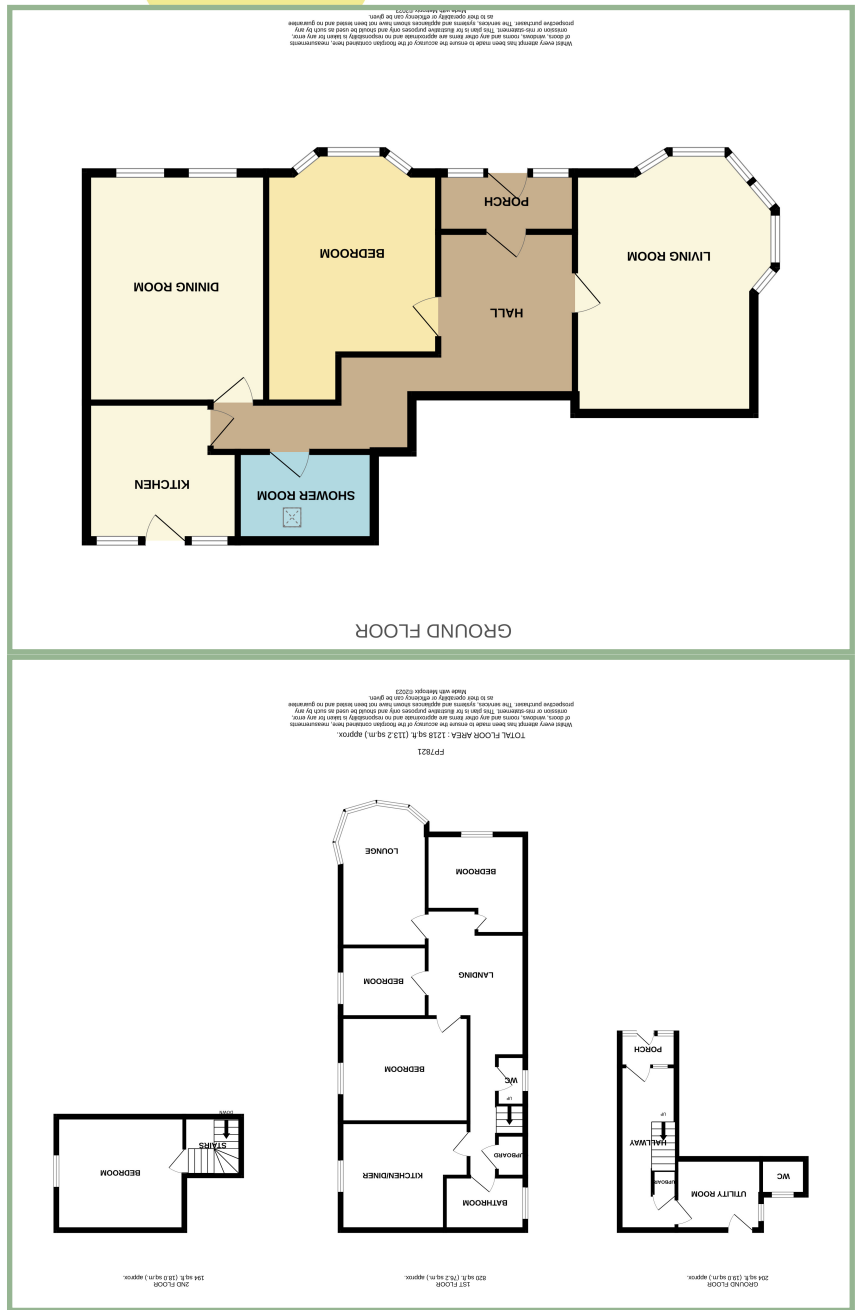 GROUND FLOOR
204 sq.ft. (19.0 sq.m.) approx.
1ST FLOOR
820 sq.ft. (76.2 sq.m.) approx.
2ND FLOOR
194 sq.ft. (18.0 sq.m.) approx.
WC
UTILITY ROOM
UPBOAR
HALLWAY
UP
PORCH
BATHROOM
KITCHEN/DINER
UPBOARD
UP
WC
BEDROOM
BEDROOM
LANDING
BEDROOM
LOUNGE
STAIRS
DOWN
BEDROOM
FP7821
TOTAL FLOOR AREA : 1218 sq.ft. (113.2 sq.m.) approx.
Whilst every attempt has been made to ensure the accuracy of the floorplan contained here, measurements
of doors, windows, rooms and any other items are approximate and no responsibility is taken for any error,
omission or mis-statement. This plan is for illustrative purposes only and should be used as such by any
prospective purchaser. The services, systems and appliances shown have not been tested and no guarantee
as to their operability or efficiency can be given.
Made with Metropix ©2023
GROUND FLOOR
SHOWER ROOM
KITCHEN
HALL
DINING ROOM
LIVING ROOM
BEDROOM
PORCH
Whilst every attempt has been made to ensure the accuracy of the floorplan contained here, measurements
of doors, windows, rooms and any other items are approximate and no responsibility is taken for any error,
omission or mis-statement. This plan is for illustrative purposes only and should be used as such by any
prospective purchaser. The services, systems and appliances shown have not been tested and no guarantee
as to their operability or efficiency can be given.
Made with Metropix ©2023